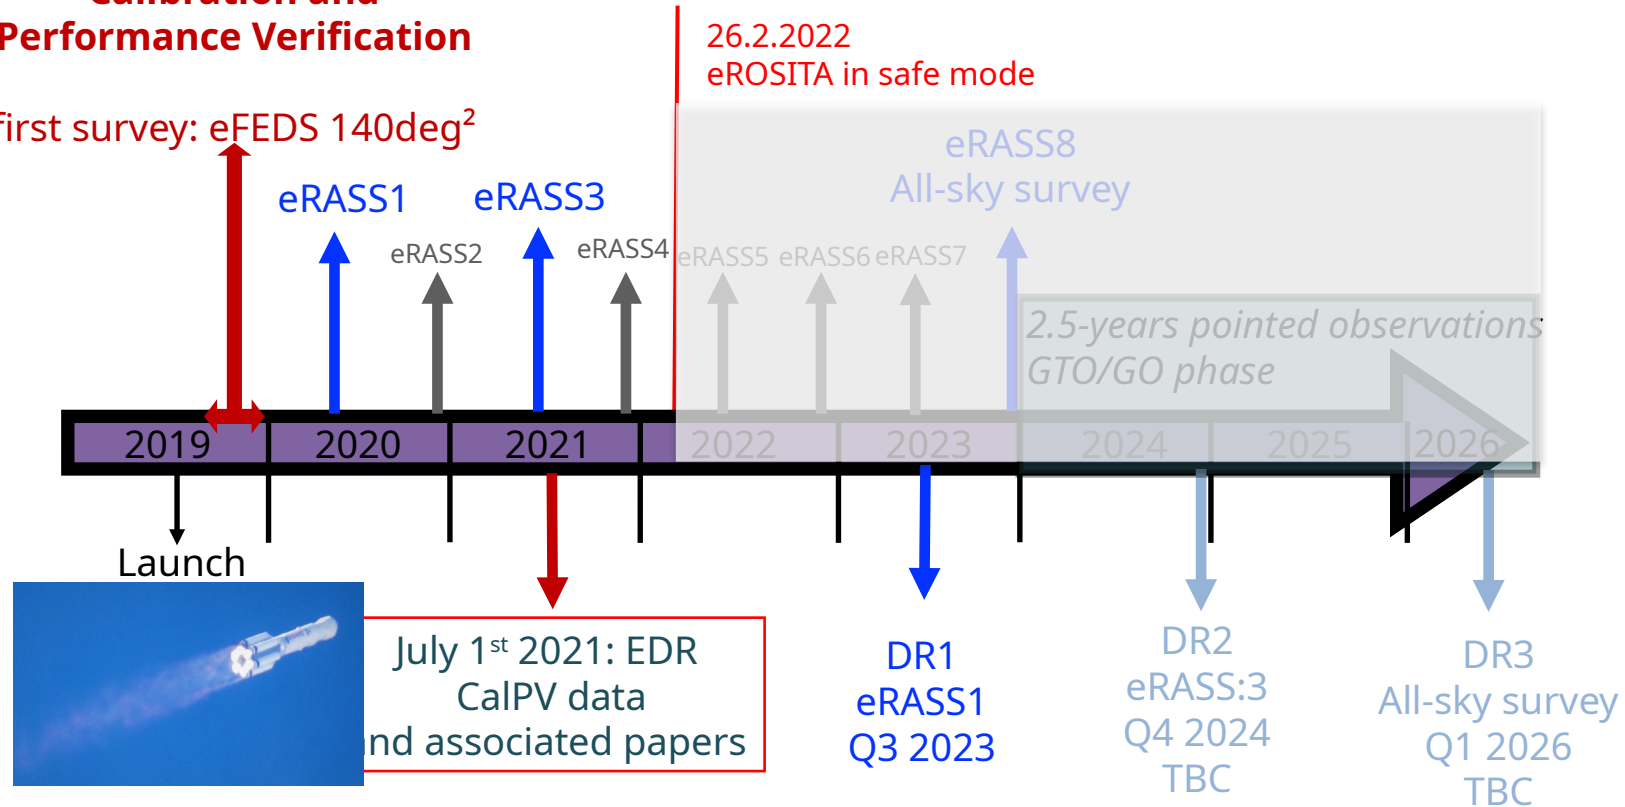 Calibration and
Performance Verification
first survey: eFEDS 140deg²
26.2.2022
eROSITA in safe mode
eRASS8
All-sky survey
eRASS1
eRASS3
eRASS2
eRASS4
eRASS5
eRASS6
eRASS7
2.5-years pointed observations
GTO/GO phase
2019
2020
2021
2022
2023
2024
2025
2026
Launch
July 1st 2021: EDR
CalPV data
nd associated papers
DR1
eRASS1
Q3 2023
DR2
eRASS:3
Q4 2024
TBC
DR3
All-sky survey
Q1 2026
TBC